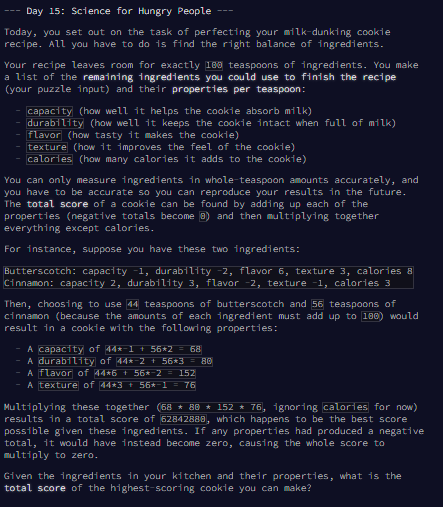 --- Day 15: Science for Hungry People ---
Today, you set out on the task of perfecting your milk-dunking cookie
recipe. All you have to do is find the right balance of ingredients.
Your recipe leaves room for exactly 100 teaspoons of ingredients. You make
a list of the remaining ingredients you could use to finish the recipe
(your puzzle input) and their properties per teaspoon:
- capacity (how well it helps the cookie absorb milk)
- durability (how well it keeps the cookie intact when full of milk)
- flavor (how tasty it makes the cookie)
- texture (how it improves the feel of the cookie)
- calories (how many calories it adds to the cookie)
You can only measure ingredients in whole-teaspoon amounts accurately, and
you have to be accurate so you can reproduce your results in the future.
The total score of a cookie can be found by adding up each of the
properties (negative totals become 0) and then multiplying together
everything except calories.
For instance, suppose you have these two ingredients:
Butterscotch: capacity -1, durability -2, flavor 6, texture 3, calories 8
Cinnamon: capacity 2, durability 3, flavor -2, texture -1, calories 3
Then, choosing to use 44 teaspoons of butterscotch and 56 teaspoons of
cinnamon (because the amounts of each ingredient must add up to 100) would
result in a cookie with the following properties:
- A capacity of 44*-1 + 56*2 = 68
- A durability of 44*-2 + 56*3 = 80
- A flavor of 44*6 + 56*-2 = 152
- A texture of 44*3 + 56*-1 = 76
Multiplying these together (68 * 80 * 152 * 76, ignoring calories for now)
results in a total score of 62842880, which happens to be the best score
possible given these ingredients. If any properties had produced a negative
total, it would have instead become zero, causing the whole score to
multiply to zero.
Given the ingredients in your kitchen and their properties, what is the
total score of the highest-scoring cookie you can make?